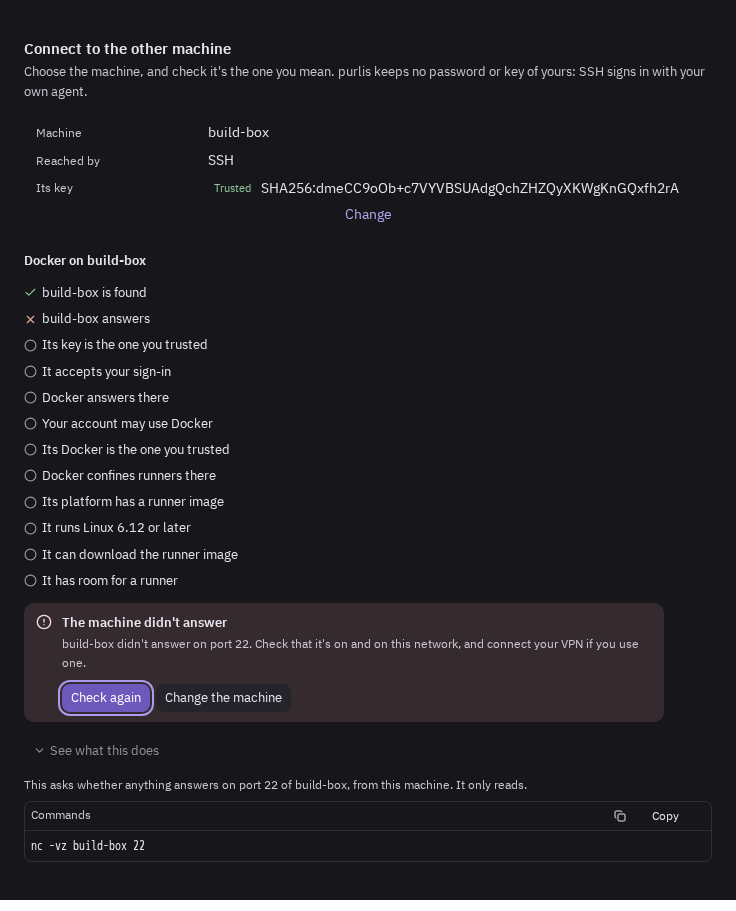 Connect to the other machine
Choose the machine, and check it's the one you mean. purlis keeps no password or key of yours: SSH signs in with your
own agent.
Machine build-box
Reached by SSH
Its key Trusted SHA256:dmeCC9oOb+c7VYVBSUAdgQchZHZQyXKWgKnGQxfh2rA
Change
Docker on build-box
build-box is found
build-box answers
Its key is the one you trusted
It accepts your sign-in
Docker answers there
Your account may use Docker
Its Docker is the one you trusted
Docker confines runners there
Its platform has a runner image
It runs Linux 6.12 or later
It can download the runner image
It has room for a runner
The machine didn't answer
build-box didn't answer on port 22. Check that it's on and on this network, and connect your VPN if you use
one.
Check again Change the machine
See what this does
This asks whether anything answers on port 22 of build-box, from this machine. It only reads.
Commands Copy
nc -vz build-box 22